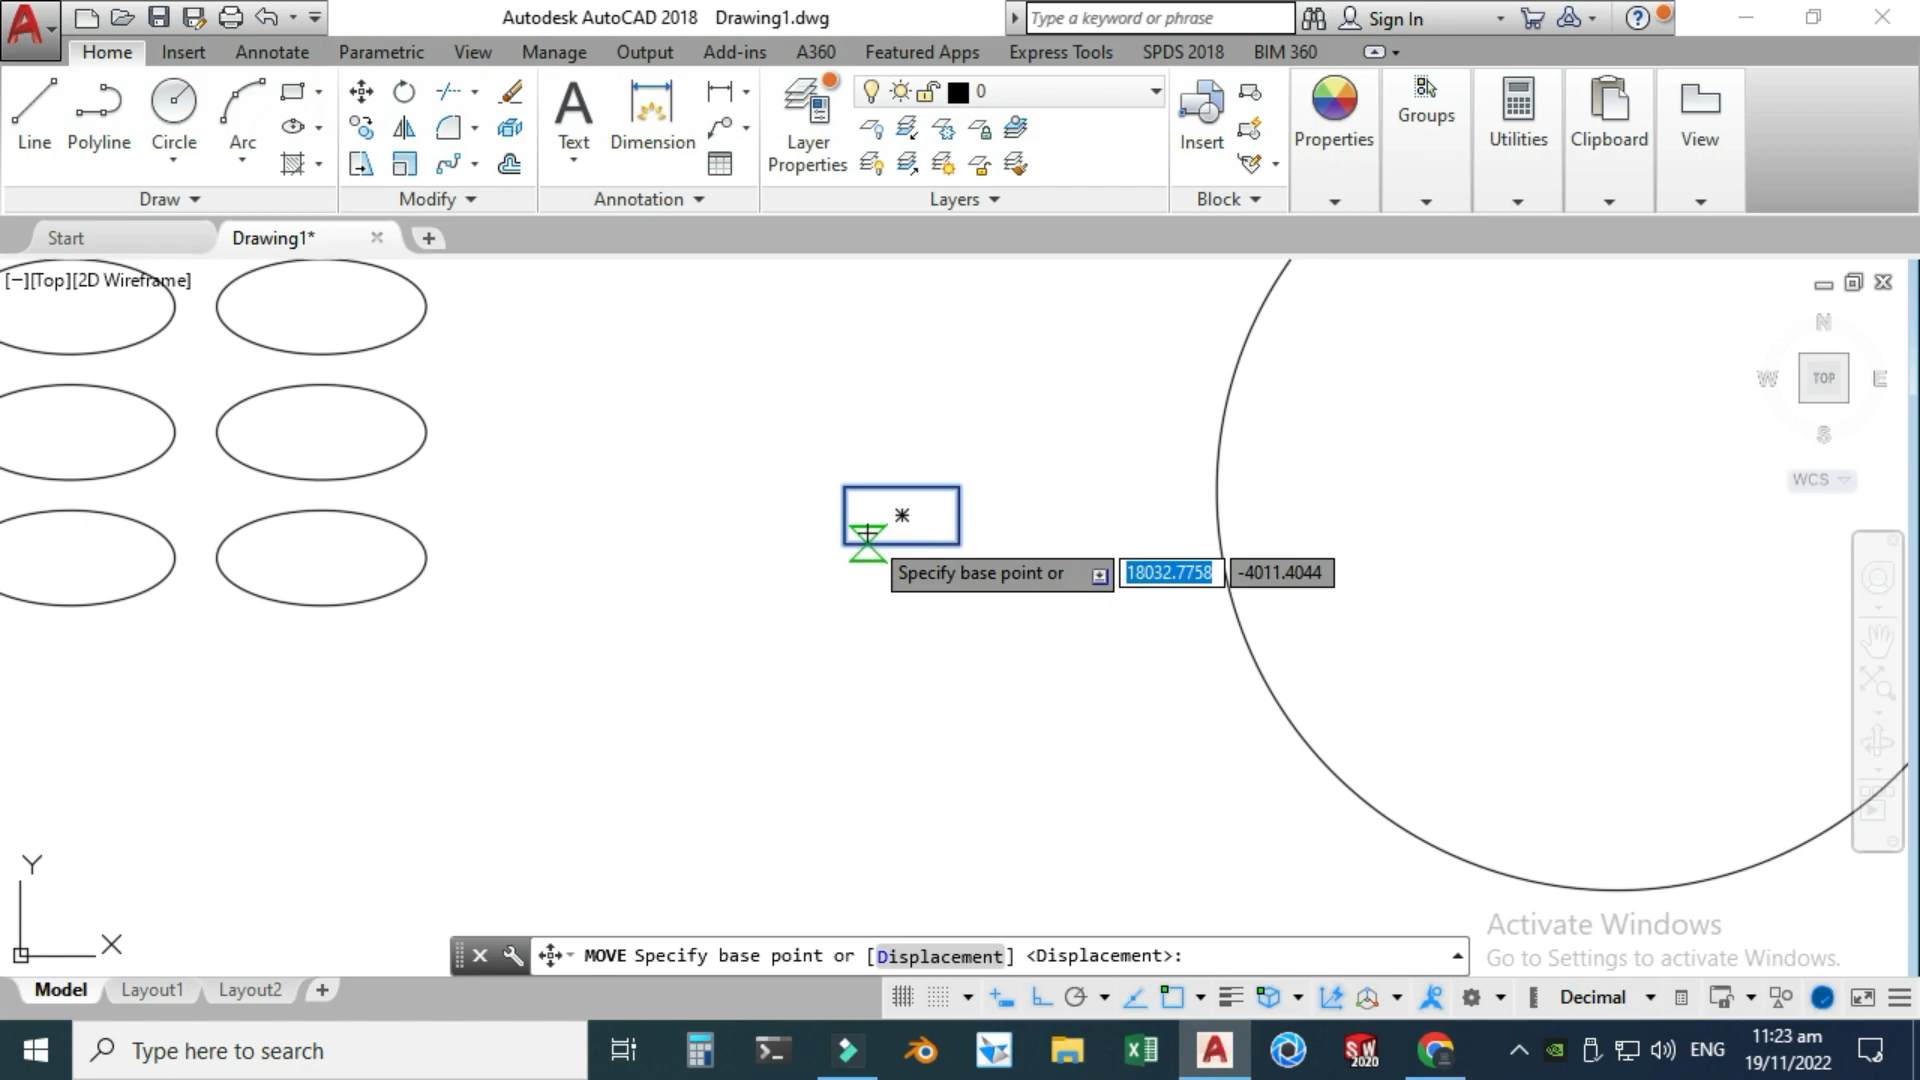 Autodesk AutoCAD 2018 Drawing1.dwg
Type a keyword or phrase
Sign In
Home Insert Annotate Parametric View Manage Output Add-ins A360 Featured Apps Express Tools SPDS 2018 BIM 360
0
Line Polyline Circle Arc
Text Dimension
Layer
Properties
Insert
Properties Groups Utilities Clipboard View
Draw Modify Annotation Layers Block
Start Drawing1*
[−][Top][2D Wireframe]
N
W TOP E
S
WCS
Specify base point or 18032.7758 -4011.4044
Y
X
MOVE Specify base point or [Displacement] <Displacement>:
Activate Windows
Go to Settings to activate Windows.
Model Layout1 Layout2
Decimal
Type here to search
SW
2020
ENG
11:23 am
19/11/2022